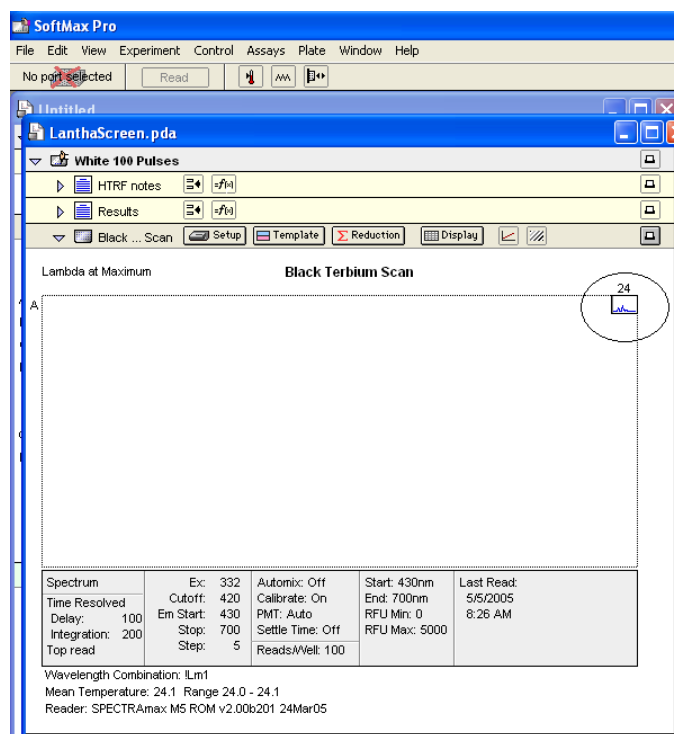 SoftMax Pro
File Edit View Experiment Control Assays Plate Window Help
No port selected Read
Untitled
LanthaScreen.pda
White 100 Pulses
HTRF notes =f(x)
Results =f(x)
Black ... Scan Setup Template Σ Reduction Display
Lambda at Maximum Black Terbium Scan
24
A
Spectrum Ex: 332 Automix: Off Start: 430nm Last Read:
Time Resolved Cutoff: 420 Calibrate: On End: 700nm 5/5/2005
Delay: 100 Em Start: 430 PMT: Auto RFU Min: 0 8:26 AM
Integration: 200 Stop: 700 Settle Time: Off RFU Max: 5000
Top read Step: 5 Reads/Well: 100
Wavelength Combination: !Lm1
Mean Temperature: 24.1 Range 24.0 - 24.1
Reader: SPECTRAmax M5 ROM v2.00b201 24Mar05